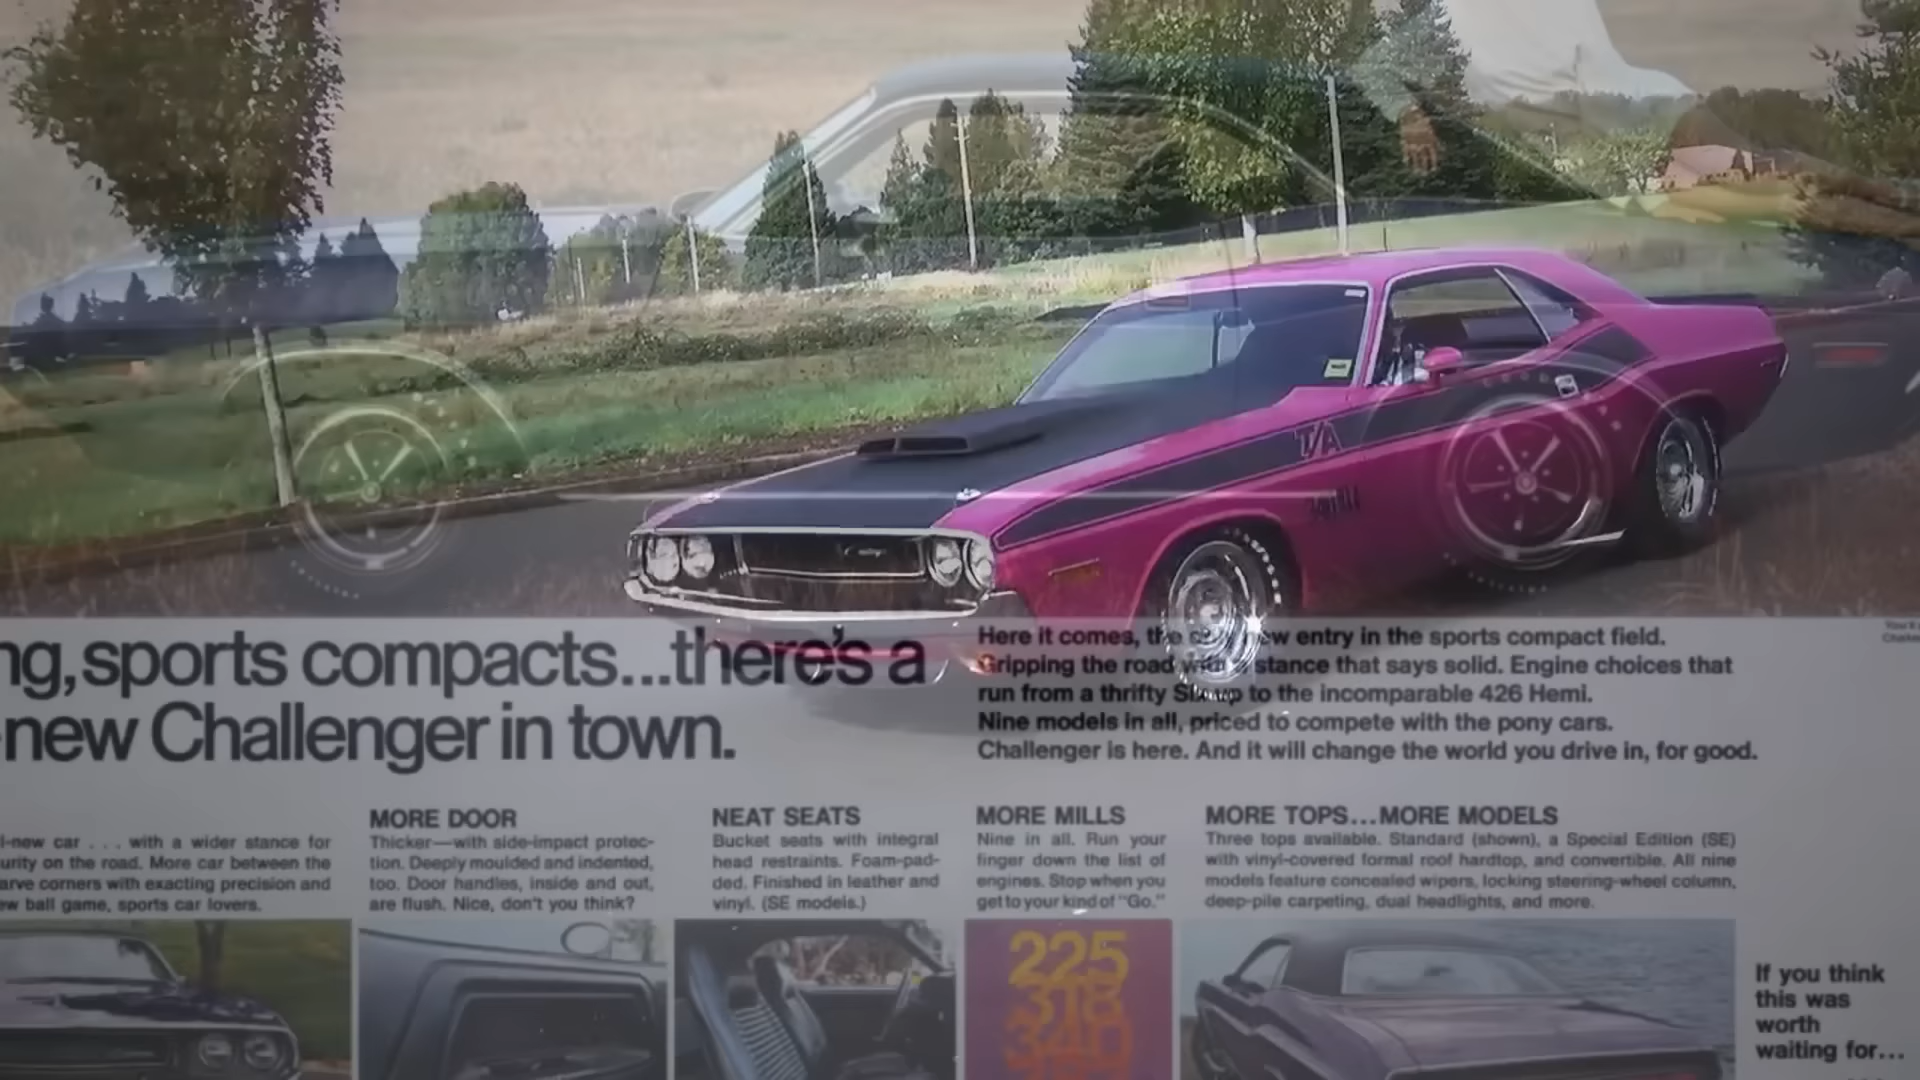 T/A
ng, sports compacts...there's a
-new Challenger in town.
Here it comes, the new entry in the sports compact field.
Gripping the road with a stance that says solid. Engine choices that
run from a thrifty Six up to the incomparable 426 Hemi.
Nine models in all, priced to compete with the pony cars.
Challenger is here. And it will change the world you drive in, for good.
l-new car . . . with a wider stance for
urity on the road. More car between the
arve corners with exacting precision and
ew ball game, sports car lovers.
MORE DOOR
Thicker—with side-impact protec-
tion. Deeply moulded and indented,
too. Door handles, inside and out,
are flush. Nice, don't you think?
NEAT SEATS
Bucket seats with integral
head restraints. Foam-pad-
ded. Finished in leather and
vinyl. (SE models.)
MORE MILLS
Nine in all. Run your
finger down the list of
engines. Stop when you
get to your kind of "Go."
225
318
340
MORE TOPS...MORE MODELS
Three tops available. Standard (shown), a Special Edition (SE)
with vinyl-covered formal roof hardtop, and convertible. All nine
models feature concealed wipers, locking steering-wheel column,
deep-pile carpeting, dual headlights, and more.
If you think
this was
worth
waiting for...